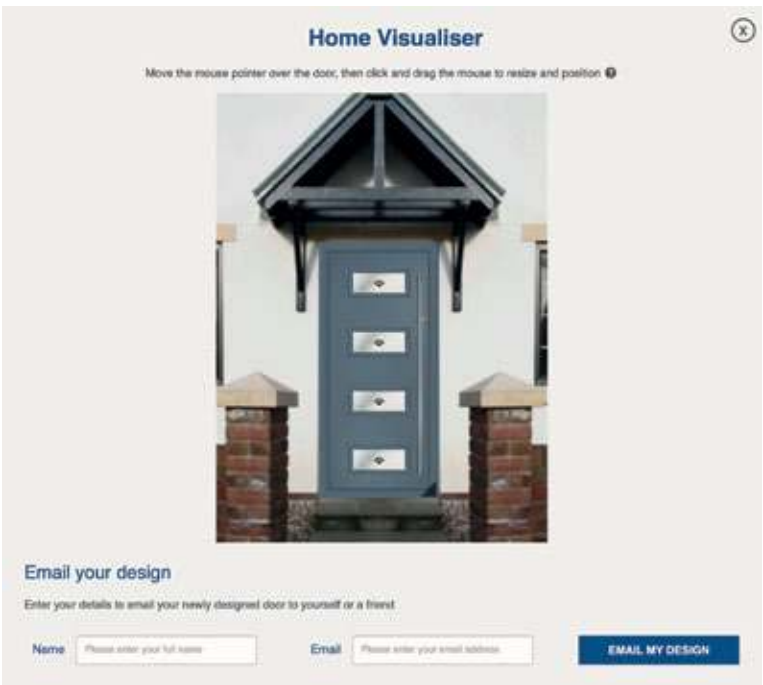 Home Visualiser
X
Move the mouse pointer over the door, then click and drag the mouse to resize and position ?
Email your design
Enter your details to email your newly designed door to yourself or a friend
Name
Please enter your full name
Email
Please enter your email address
EMAIL MY DESIGN